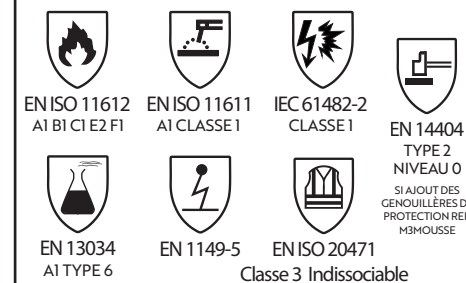 EN ISO 11612
A1 B1 C1 E2 F1
EN ISO 11611
A1 CLASSE 1
IEC 61482-2
CLASSE 1
EN 14404
TYPE 2
NIVEAU 0
SI AJOUT DES
GENOUILLÈRES
PROTECTION
M3MOUSSE
EN 13034
A1 TYPE 6
EN 1149-5
EN ISO 20471
Classe 3 Indissociable